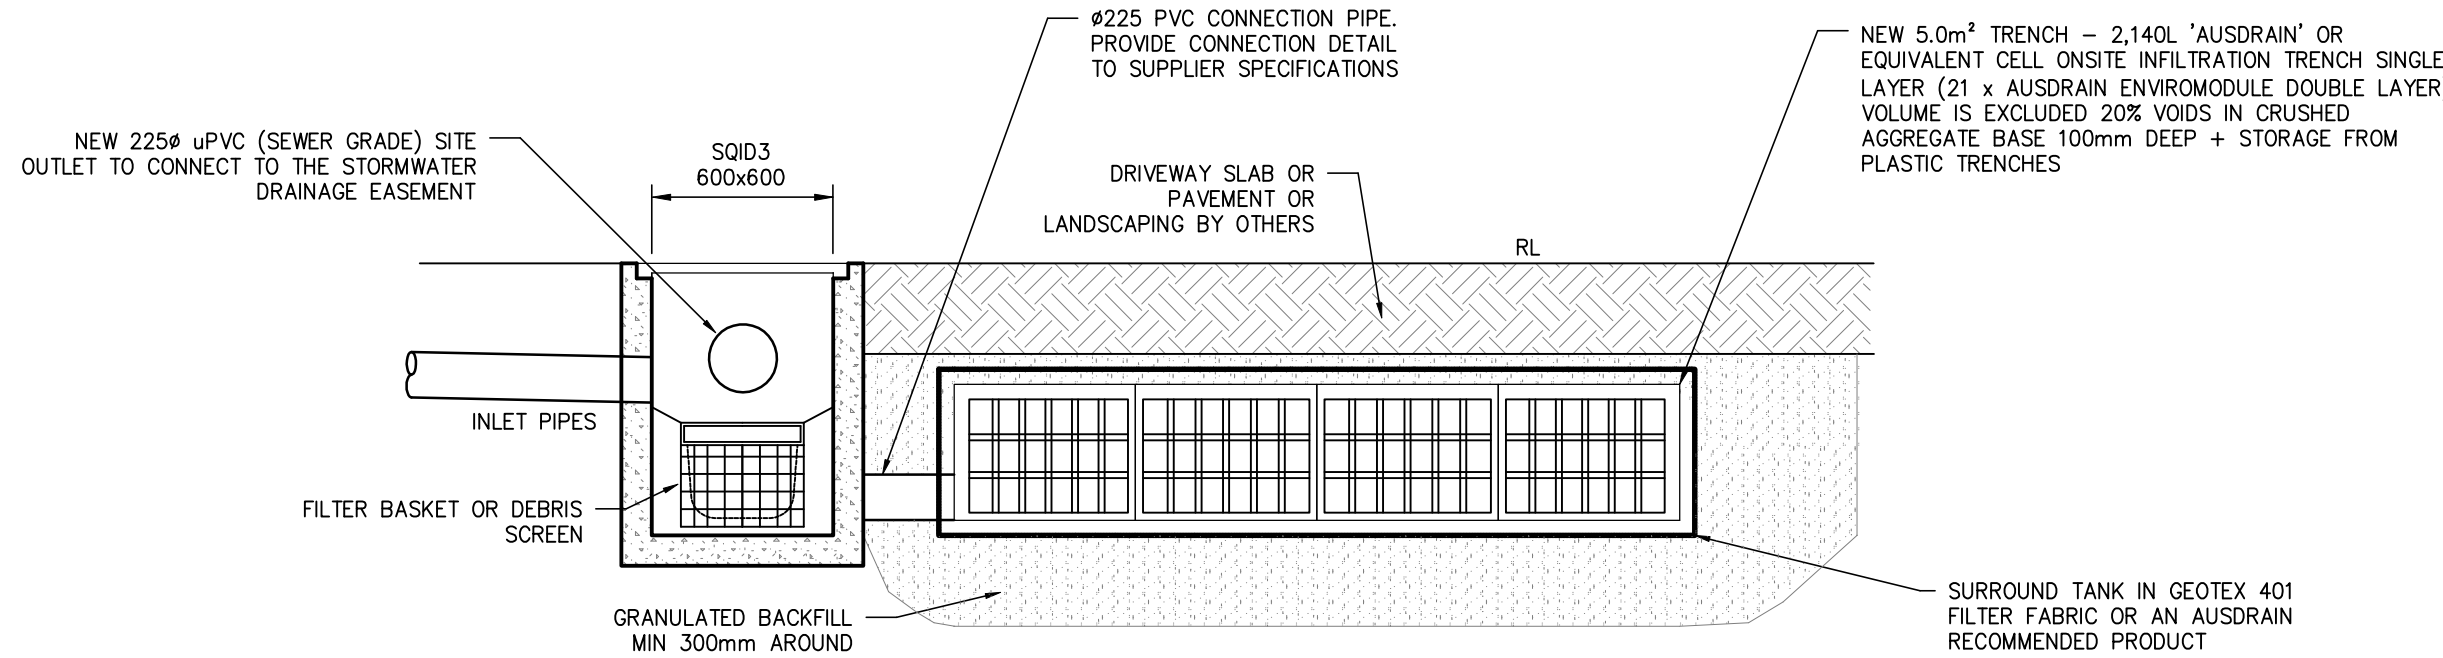 ø225 PVC CONNECTION PIPE.
PROVIDE CONNECTION DETAIL
TO SUPPLIER SPECIFICATIONS
NEW 5.0m² TRENCH – 2,140L 'AUSDRAIN' OR
EQUIVALENT CELL ONSITE INFILTRATION TRENCH SINGLE
LAYER (21 x AUSDRAIN ENVIROMODULE DOUBLE LAYER
VOLUME IS EXCLUDED 20% VOIDS IN CRUSHED
AGGREGATE BASE 100mm DEEP + STORAGE FROM
PLASTIC TRENCHES
NEW 225ø uPVC (SEWER GRADE) SITE
OUTLET TO CONNECT TO THE STORMWATER
DRAINAGE EASEMENT
SQID3
600x600
DRIVEWAY SLAB OR
PAVEMENT OR
LANDSCAPING BY OTHERS
RL
INLET PIPES
FILTER BASKET OR DEBRIS
SCREEN
GRANULATED BACKFILL
MIN 300mm AROUND
SURROUND TANK IN GEOTEX 401
FILTER FABRIC OR AN AUSDRAIN
RECOMMENDED PRODUCT